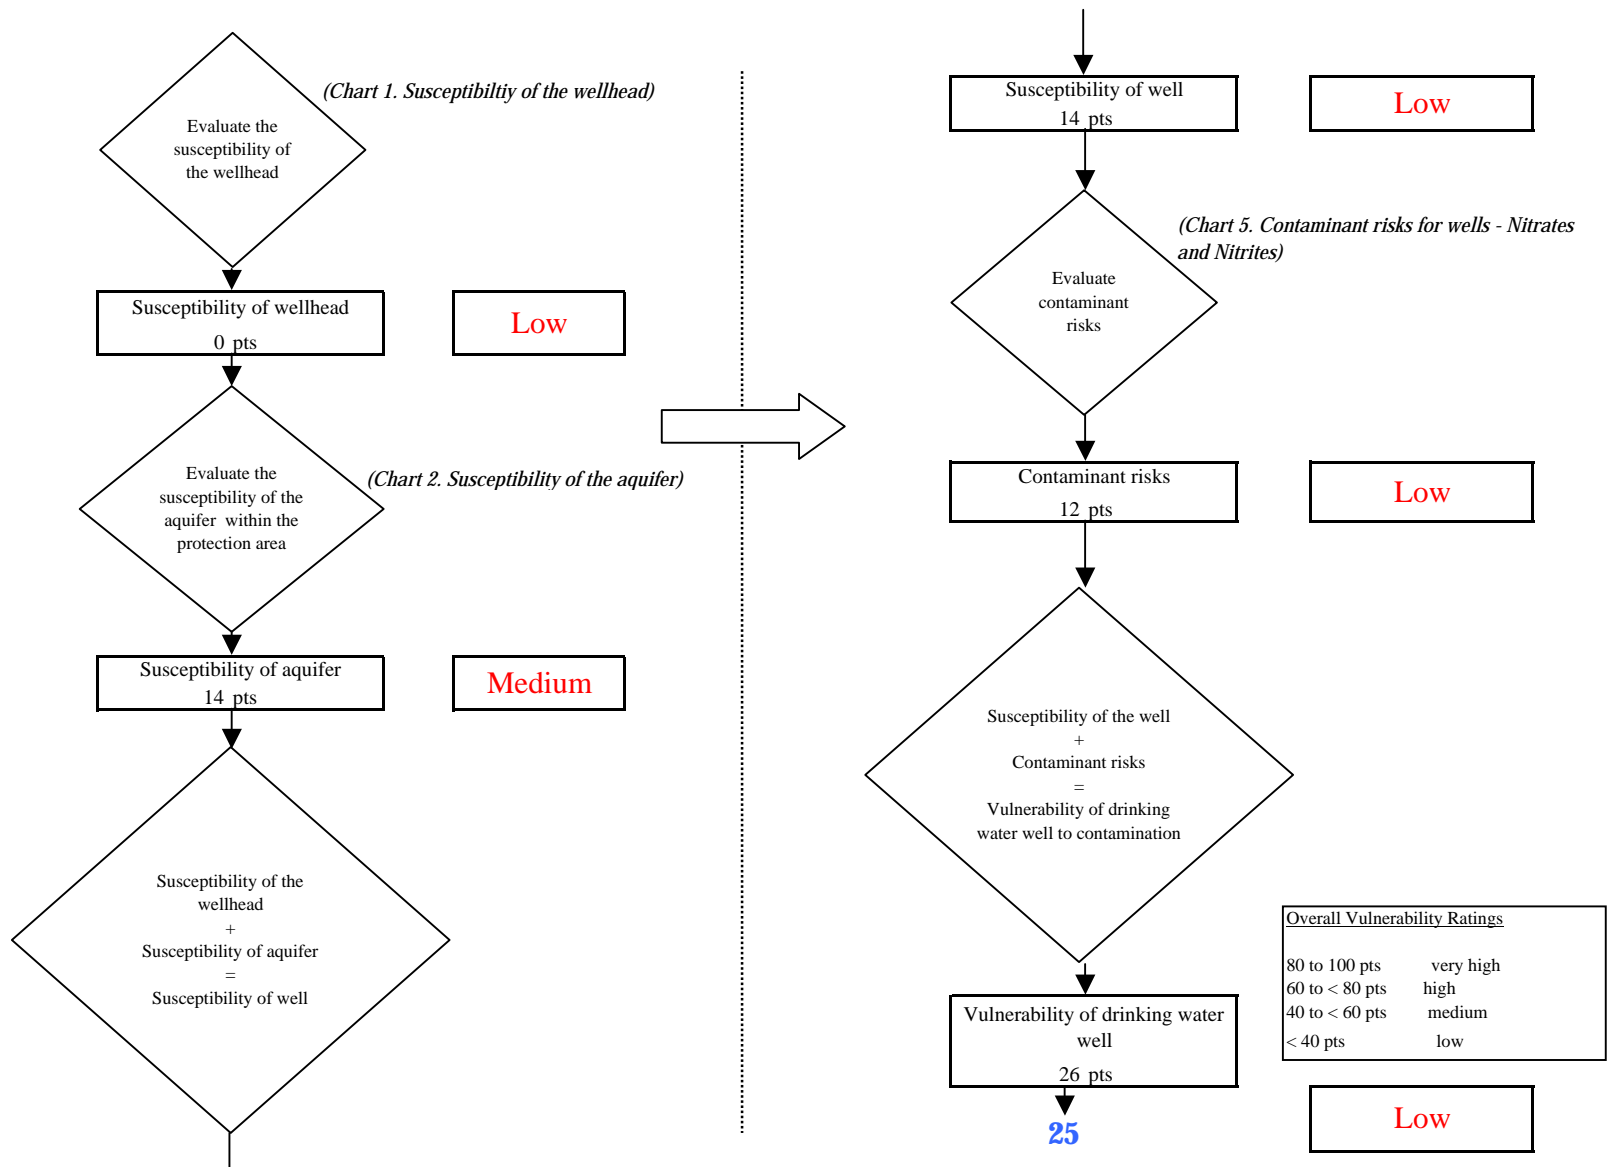 (Chart 1. Susceptibiltiy of the wellhead)
Evaluate the
susceptibility of
the wellhead
Susceptibility of wellhead
0 pts
Low
Evaluate the
susceptibility of the
aquifer within the
protection area
(Chart 2. Susceptibility of the aquifer)
Susceptibility of aquifer
14 pts
Medium
Susceptibility of the
wellhead
+
Susceptibility of aquifer
=
Susceptibility of well
Susceptibility of well
14 pts
Low
(Chart 5. Contaminant risks for wells - Nitrates
and Nitrites)
Evaluate
contaminant
risks
Contaminant risks
12 pts
Low
Susceptibility of the well
+
Contaminant risks
=
Vulnerability of drinking
water well to contamination
Overall Vulnerability Ratings
80 to 100 pts very high
60 to < 80 pts high
40 to < 60 pts medium
< 40 pts low
Vulnerability of drinking water
well
26 pts
25
Low